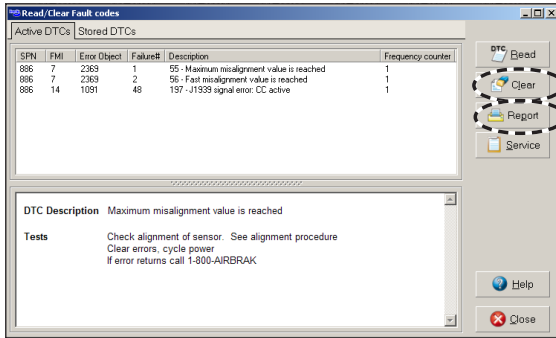 Read/Clear Fault codes
Active DTCs Stored DTCs
SPN FMI Error Object Failure# Description Frequency counter
886 7 2369 1 55 - Maximum misalignment value is reached 1
886 7 2369 2 56 - Fast misalignment value is reached 1
886 14 1091 48 197 - J1939 signal error: CC active 1
DTC Read
Clear
Report
Service
DTC Description Maximum misalignment value is reached
Tests Check alignment of sensor. See alignment procedure
Clear errors, cycle power
If error returns call 1-800-AIRBRAK
Help
Close